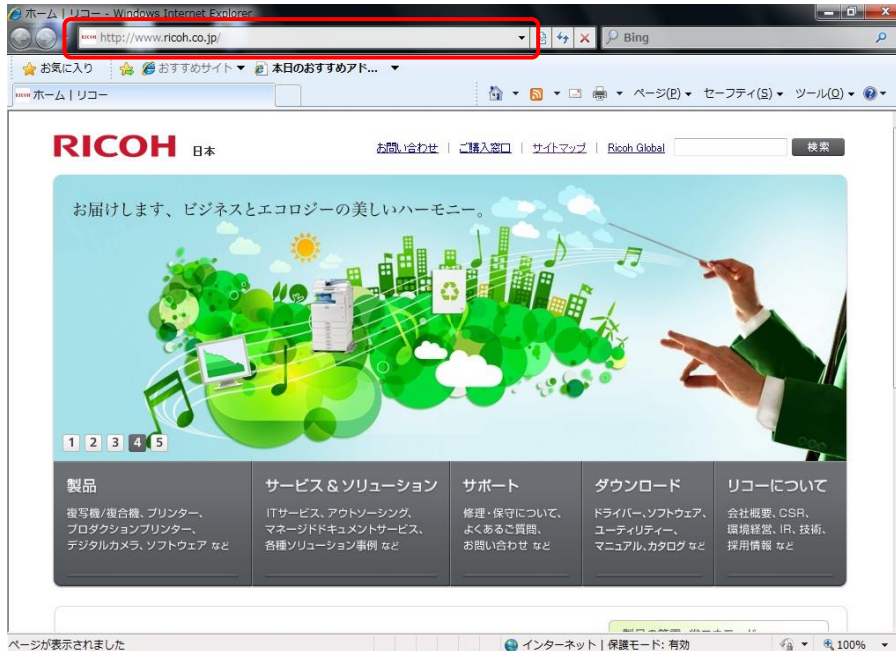 ホーム | リコー - Windows Internet Explorer
RICOH http://www.ricoh.co.jp/
Bing
お気に入り おすすめサイト ▼ 本日のおすすめアド... ▼
RICOH ホーム | リコー
ページ(P) ▼ セーフティ(S) ▼ ツール(O) ▼
RICOH 日本
お問い合わせ | ご購入窓口 | サイトマップ | Ricoh Global 検索
お届けします、ビジネスとエコロジーの美しいハーモニー。
1 2 3 4 5
製品
複写機/複合機、プリンター、
プロダクションプリンター、
デジタルカメラ、ソフトウェア など
サービス & ソリューション
ITサービス、アウトソーシング、
マネージドドキュメントサービス、
各種ソリューション事例 など
サポート
修理・保守について、
よくあるご質問、
お問い合わせ など
ダウンロード
ドライバー、ソフトウェア、
ユーティリティー、
マニュアル、カタログ など
リコーについて
会社概要、CSR、
環境経営、IR、技術、
採用情報 など
ページが表示されました
インターネット | 保護モード: 有効
100%